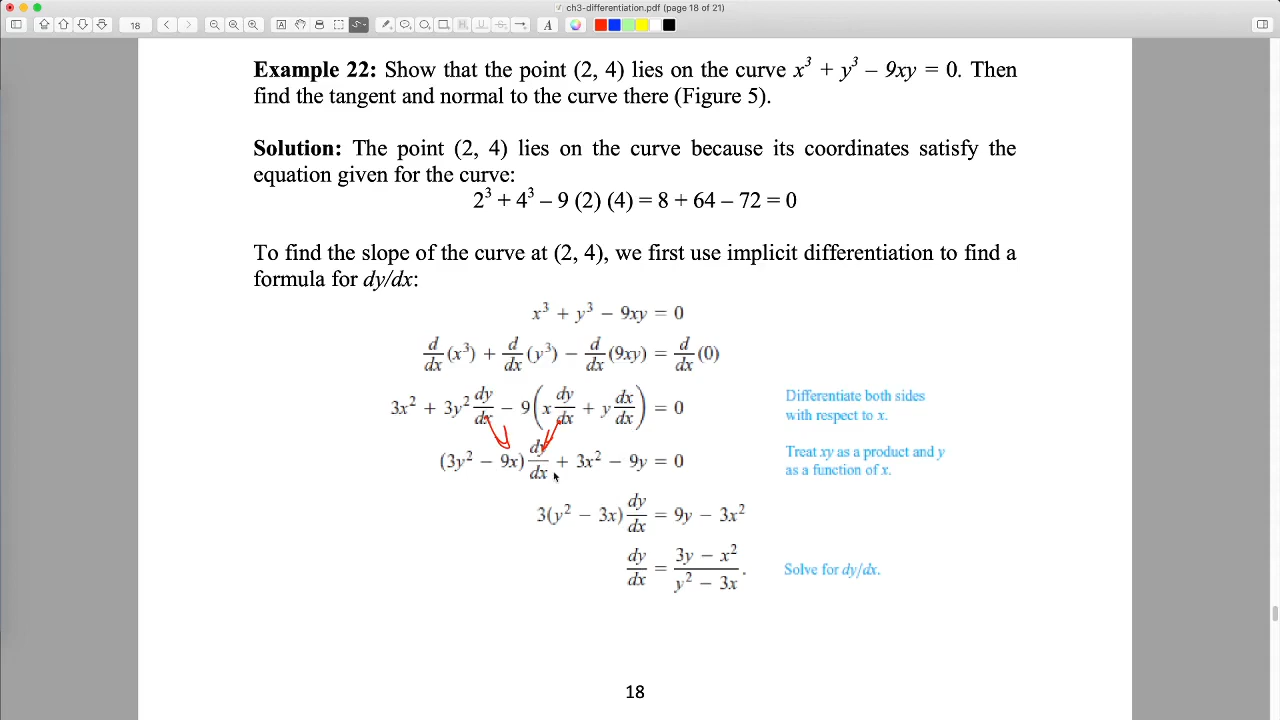 ch3-differentiation.pdf (page 18 of 21)
18
A
Example 22: Show that the point (2, 4) lies on the curve x³ + y³ – 9xy = 0. Then
find the tangent and normal to the curve there (Figure 5).
Solution: The point (2, 4) lies on the curve because its coordinates satisfy the
equation given for the curve:
2³ + 4³ – 9 (2) (4) = 8 + 64 – 72 = 0
To find the slope of the curve at (2, 4), we first use implicit differentiation to find a
formula for dy/dx:
x³ + y³ − 9xy = 0
d/dx (x³) + d/dx (y³) − d/dx (9xy) = d/dx (0)
3x² + 3y² dy/dx − 9(x dy/dx + y dx/dx) = 0
Differentiate both sides
with respect to x.
(3y² − 9x) dy/dx + 3x² − 9y = 0
Treat xy as a product and y
as a function of x.
3(y² − 3x) dy/dx = 9y − 3x²
dy/dx = (3y − x²)/(y² − 3x).
Solve for dy/dx.
18